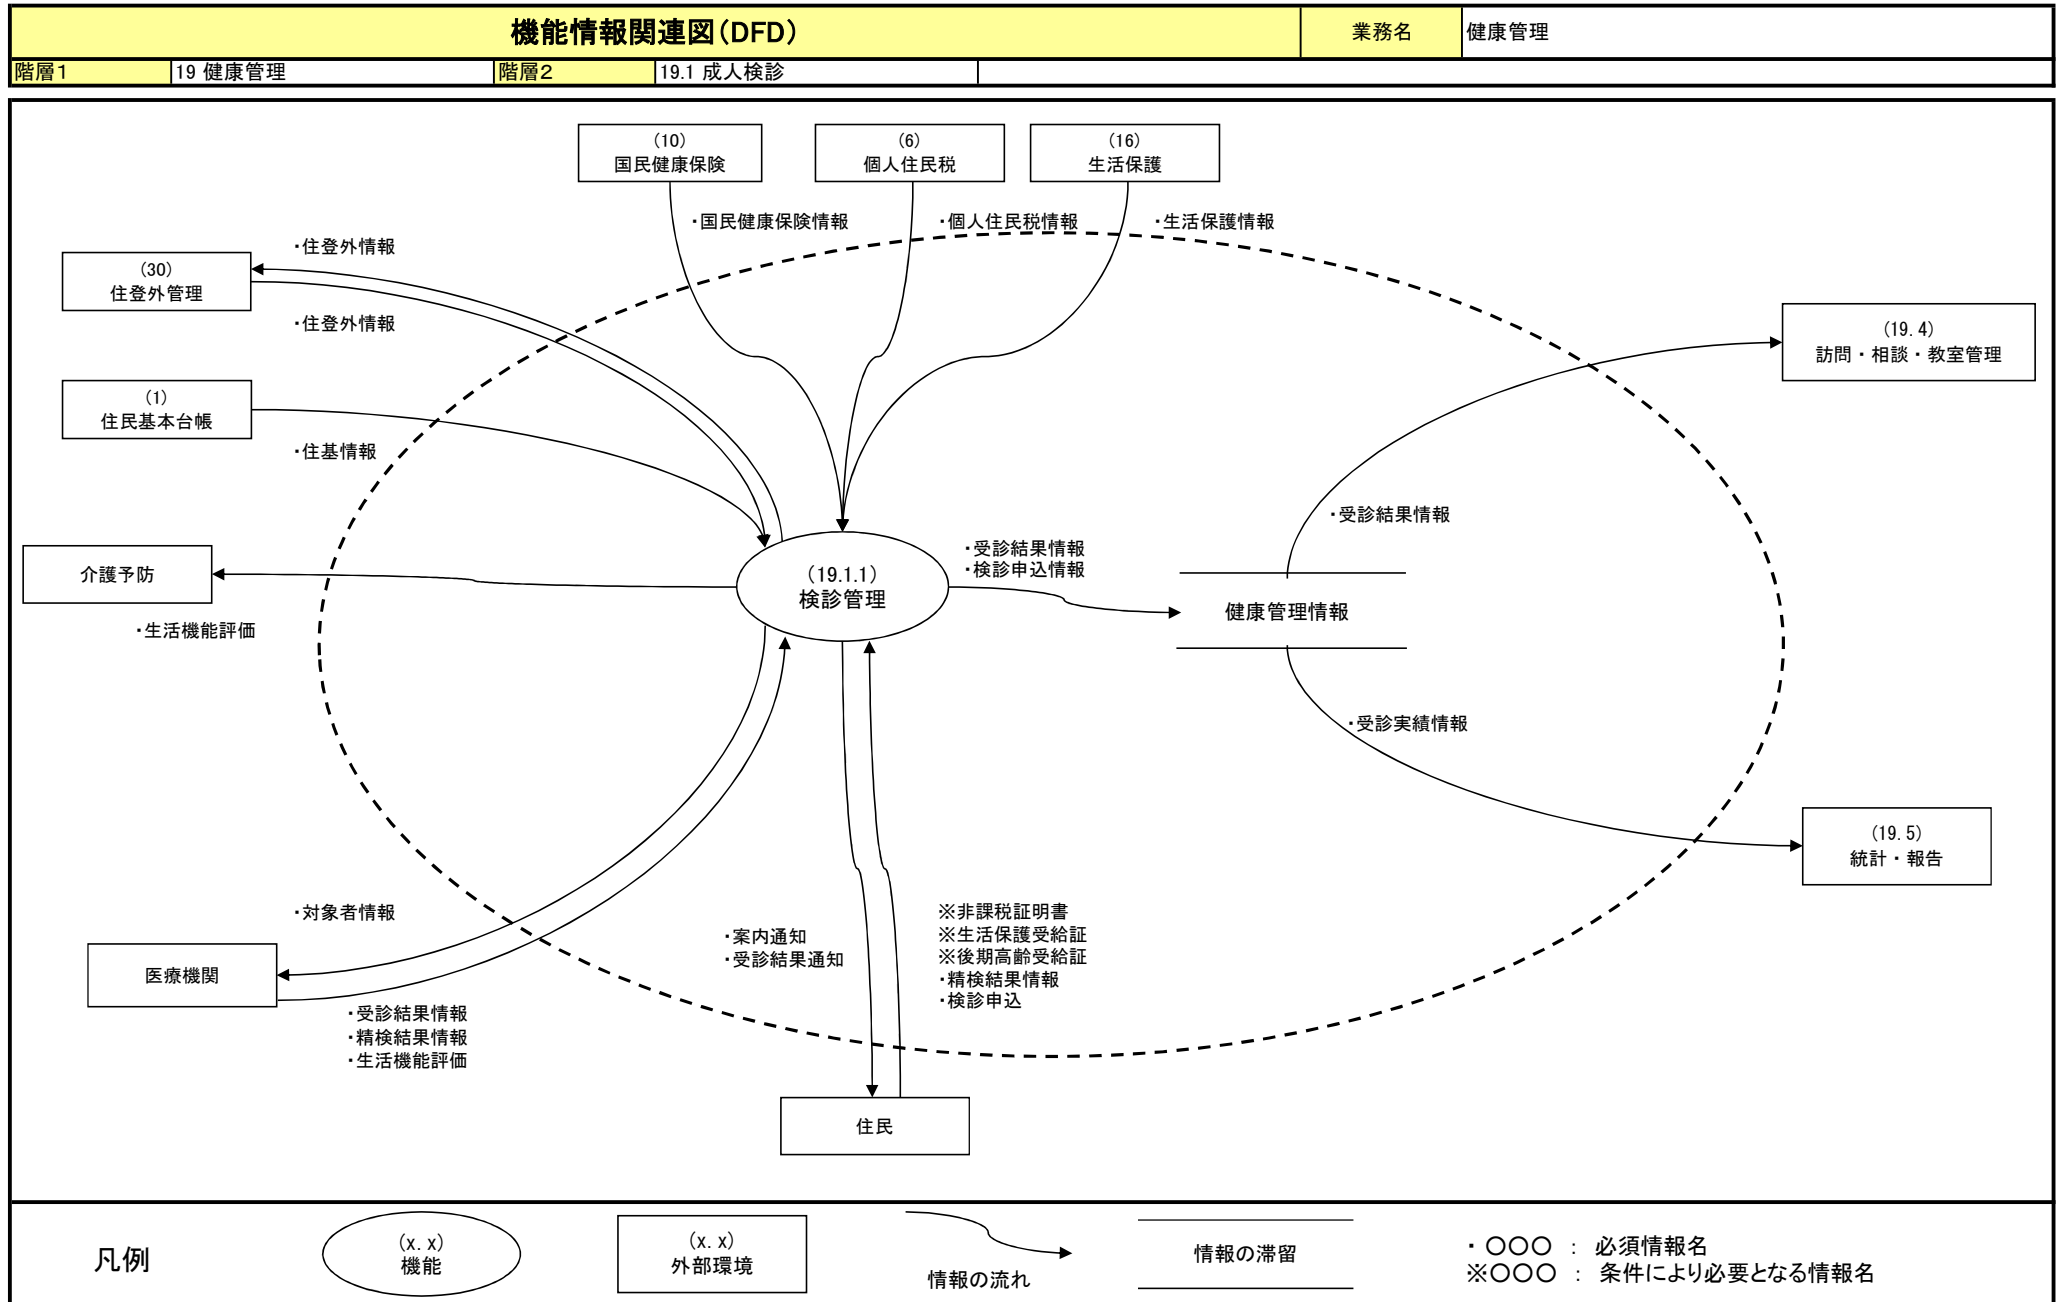 機能情報関連図(DFD)
業務名
健康管理
階層1
19 健康管理
階層2
19.1 成人検診
(10)
国民健康保険
(6)
個人住民税
(16)
生活保護
・国民健康保険情報
・個人住民税情報
・生活保護情報
・住登外情報
(30)
住登外管理
・住登外情報
(1)
住民基本台帳
・住基情報
(19.4)
訪問・相談・教室管理
・受診結果情報
介護予防
・生活機能評価
(19.1.1)
検診管理
・受診結果情報
・検診申込情報
健康管理情報
・受診実績情報
(19.5)
統計・報告
・対象者情報
医療機関
・受診結果情報
・精検結果情報
・生活機能評価
・案内通知
・受診結果通知
※非課税証明書
※生活保護受給証
※後期高齢受給証
・精検結果情報
・検診申込
住民
凡例
(x.x)
機能
(x.x)
外部環境
情報の流れ
情報の滞留
・ 〇〇〇 : 必須情報名
※〇〇〇 : 条件により必要となる情報名